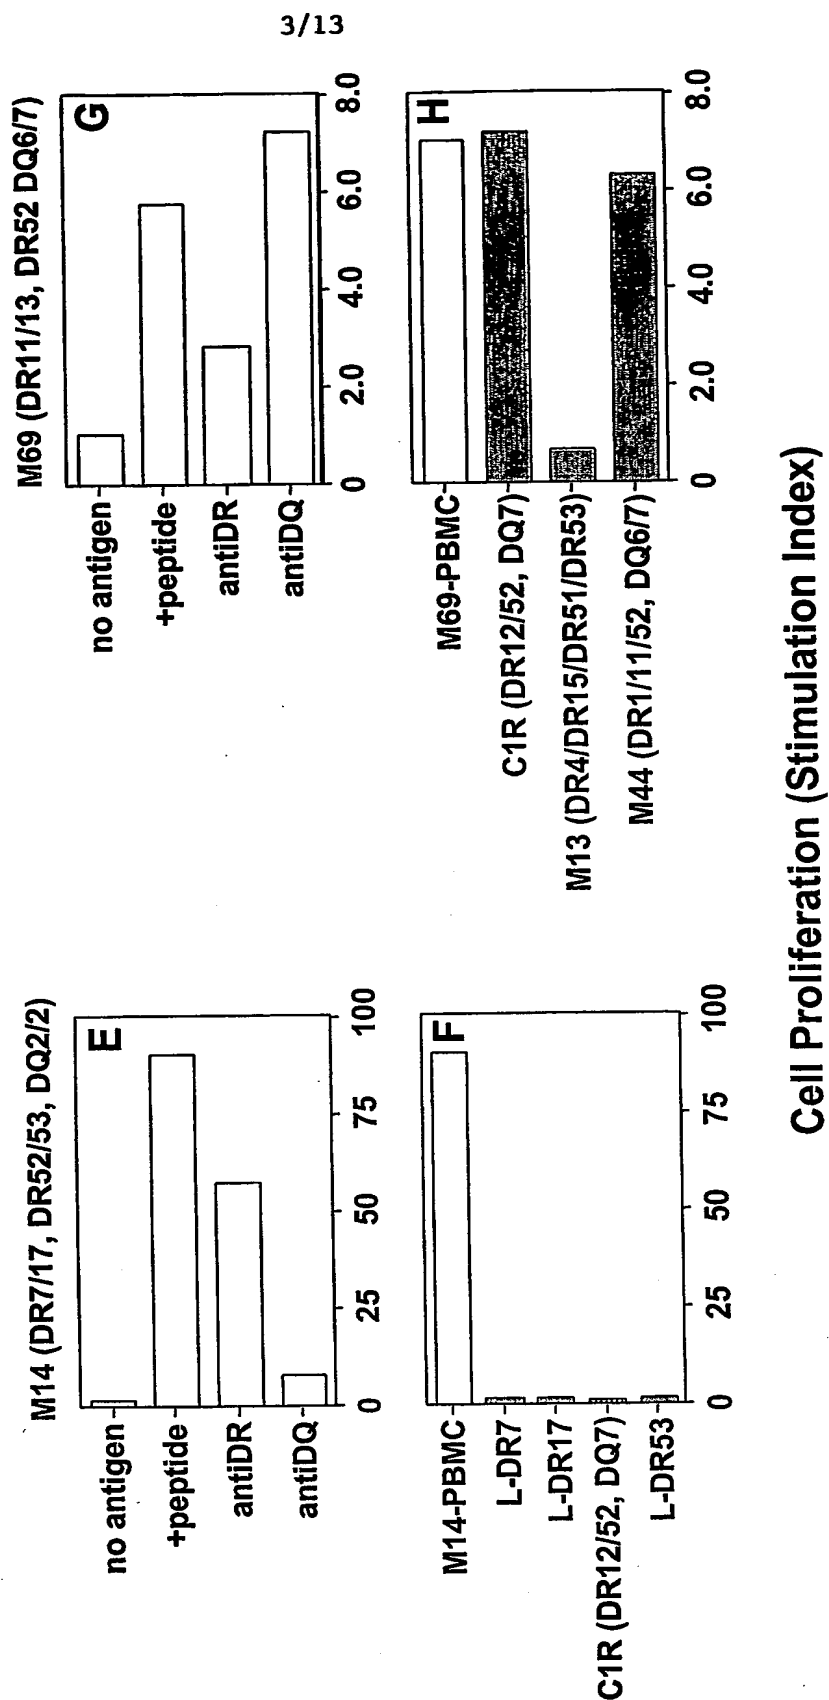 3/13
M14 (DR7/17, DR52/53, DQ2/2)
E
no antigen
+peptide
antiDR
antiDQ
0
25
50
75
100
F
M14-PBMC
L-DR7
L-DR17
C1R (DR12/52, DQ7)
L-DR53
0
25
50
75
100
M69 (DR11/13, DR52 DQ6/7)
G
no antigen
+peptide
antiDR
antiDQ
0
2.0
4.0
6.0
8.0
H
M69-PBMC
C1R (DR12/52, DQ7)
M13 (DR4/DR15/DR51/DR53)
M44 (DR1/11/52, DQ6/7)
0
2.0
4.0
6.0
8.0
Cell Proliferation (Stimulation Index)